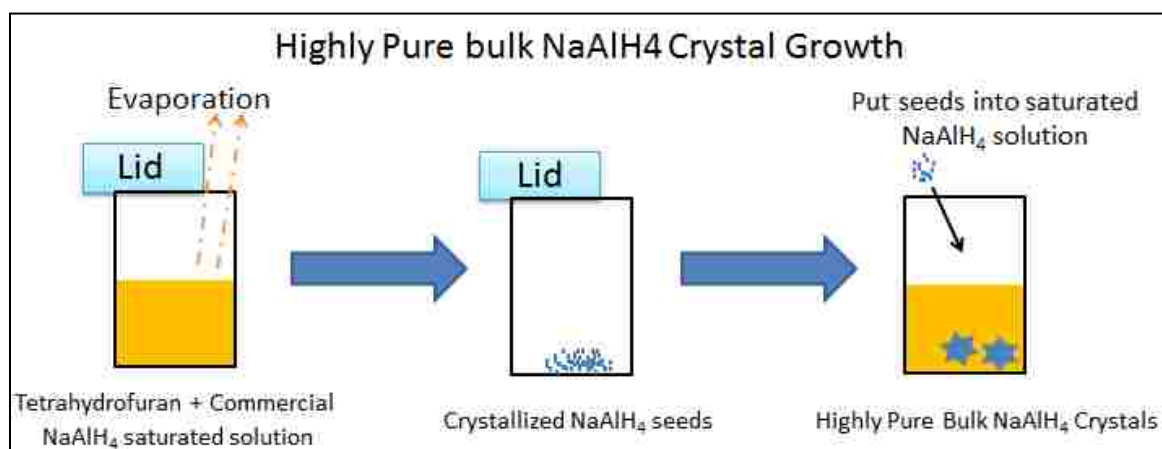 Highly Pure bulk NaAlH4 Crystal Growth
Evaporation
Lid
Tetrahydrofuran + Commercial
NaAlH₄ saturated solution
Lid
Crystallized NaAlH₄ seeds
Put seeds into saturated
NaAlH₄ solution
Highly Pure Bulk NaAlH₄ Crystals